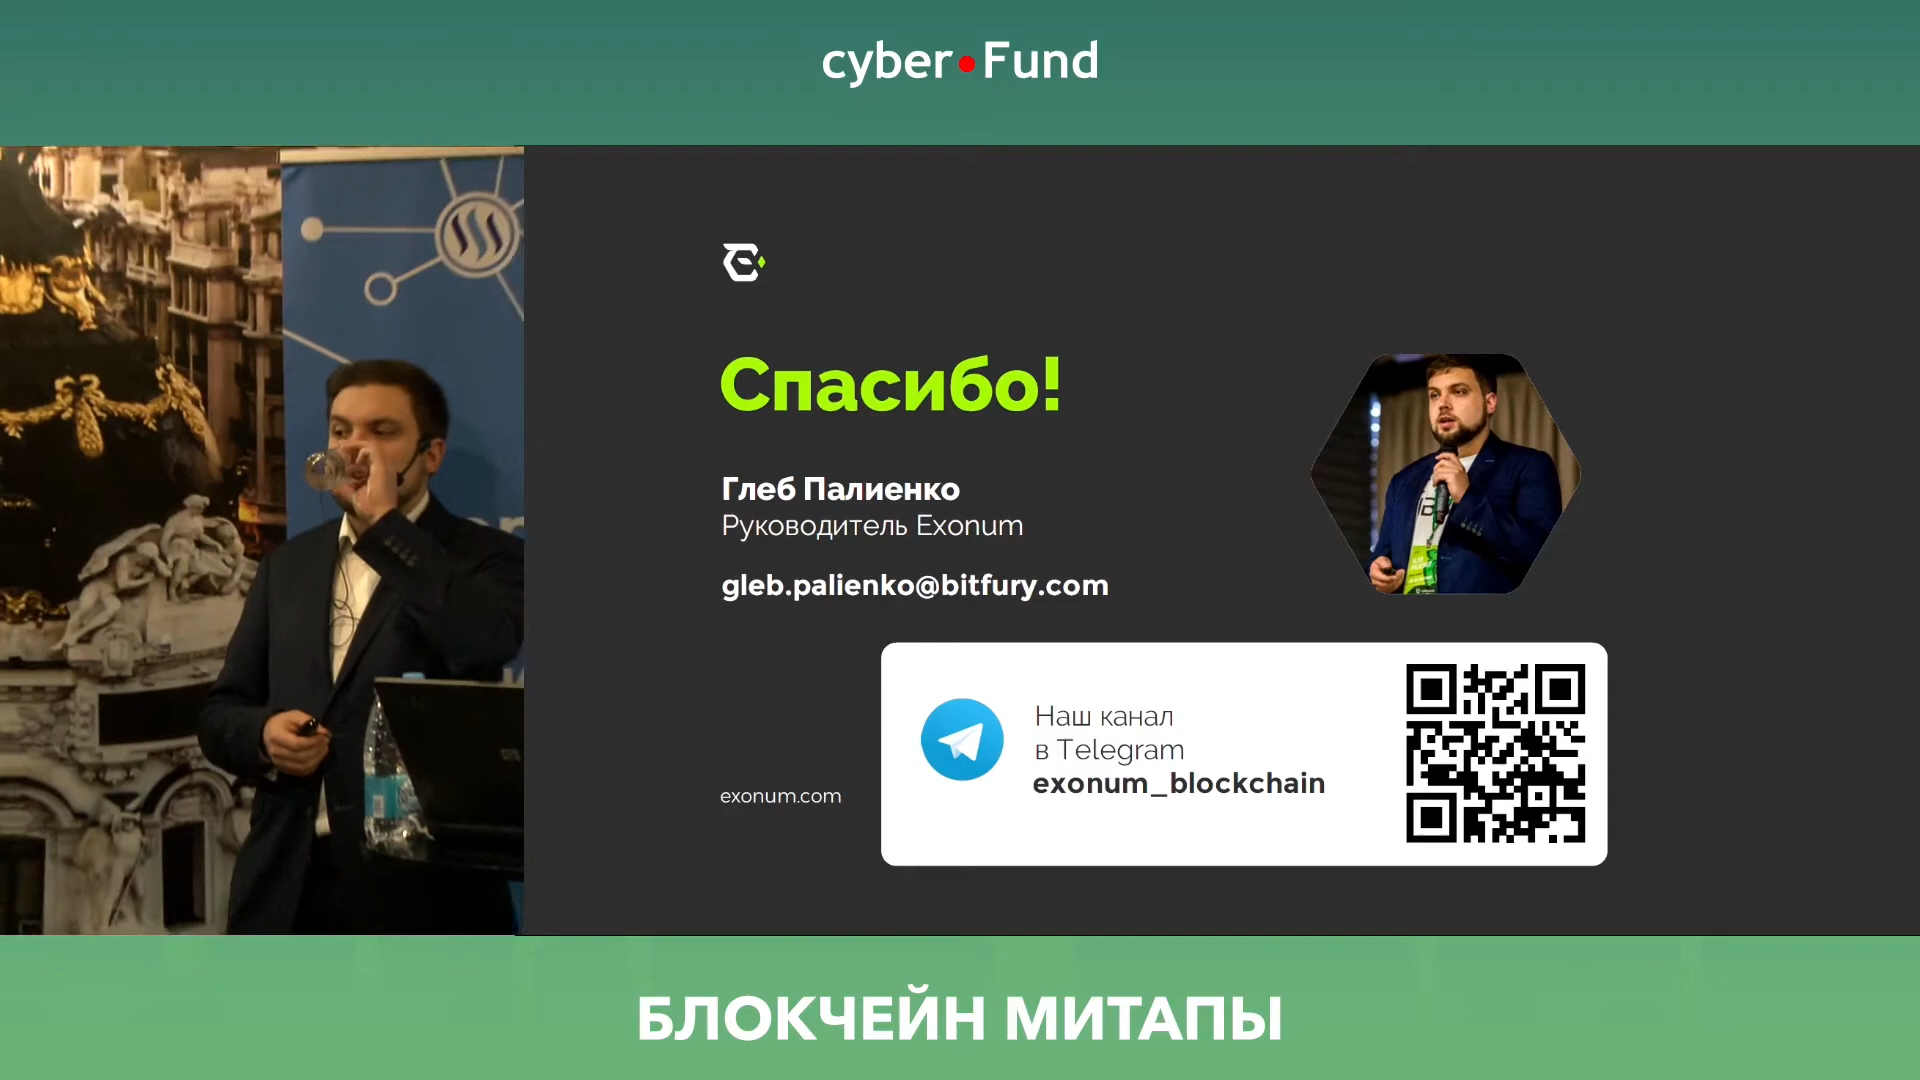 cyber•Fund
Спасибо!
Глеб Палиенко
Руководитель Exonum
gleb.palienko@bitfury.com
Наш канал
в Telegram
exonum_blockchain
exonum.com
БЛОКЧЕЙН МИТАПЫ